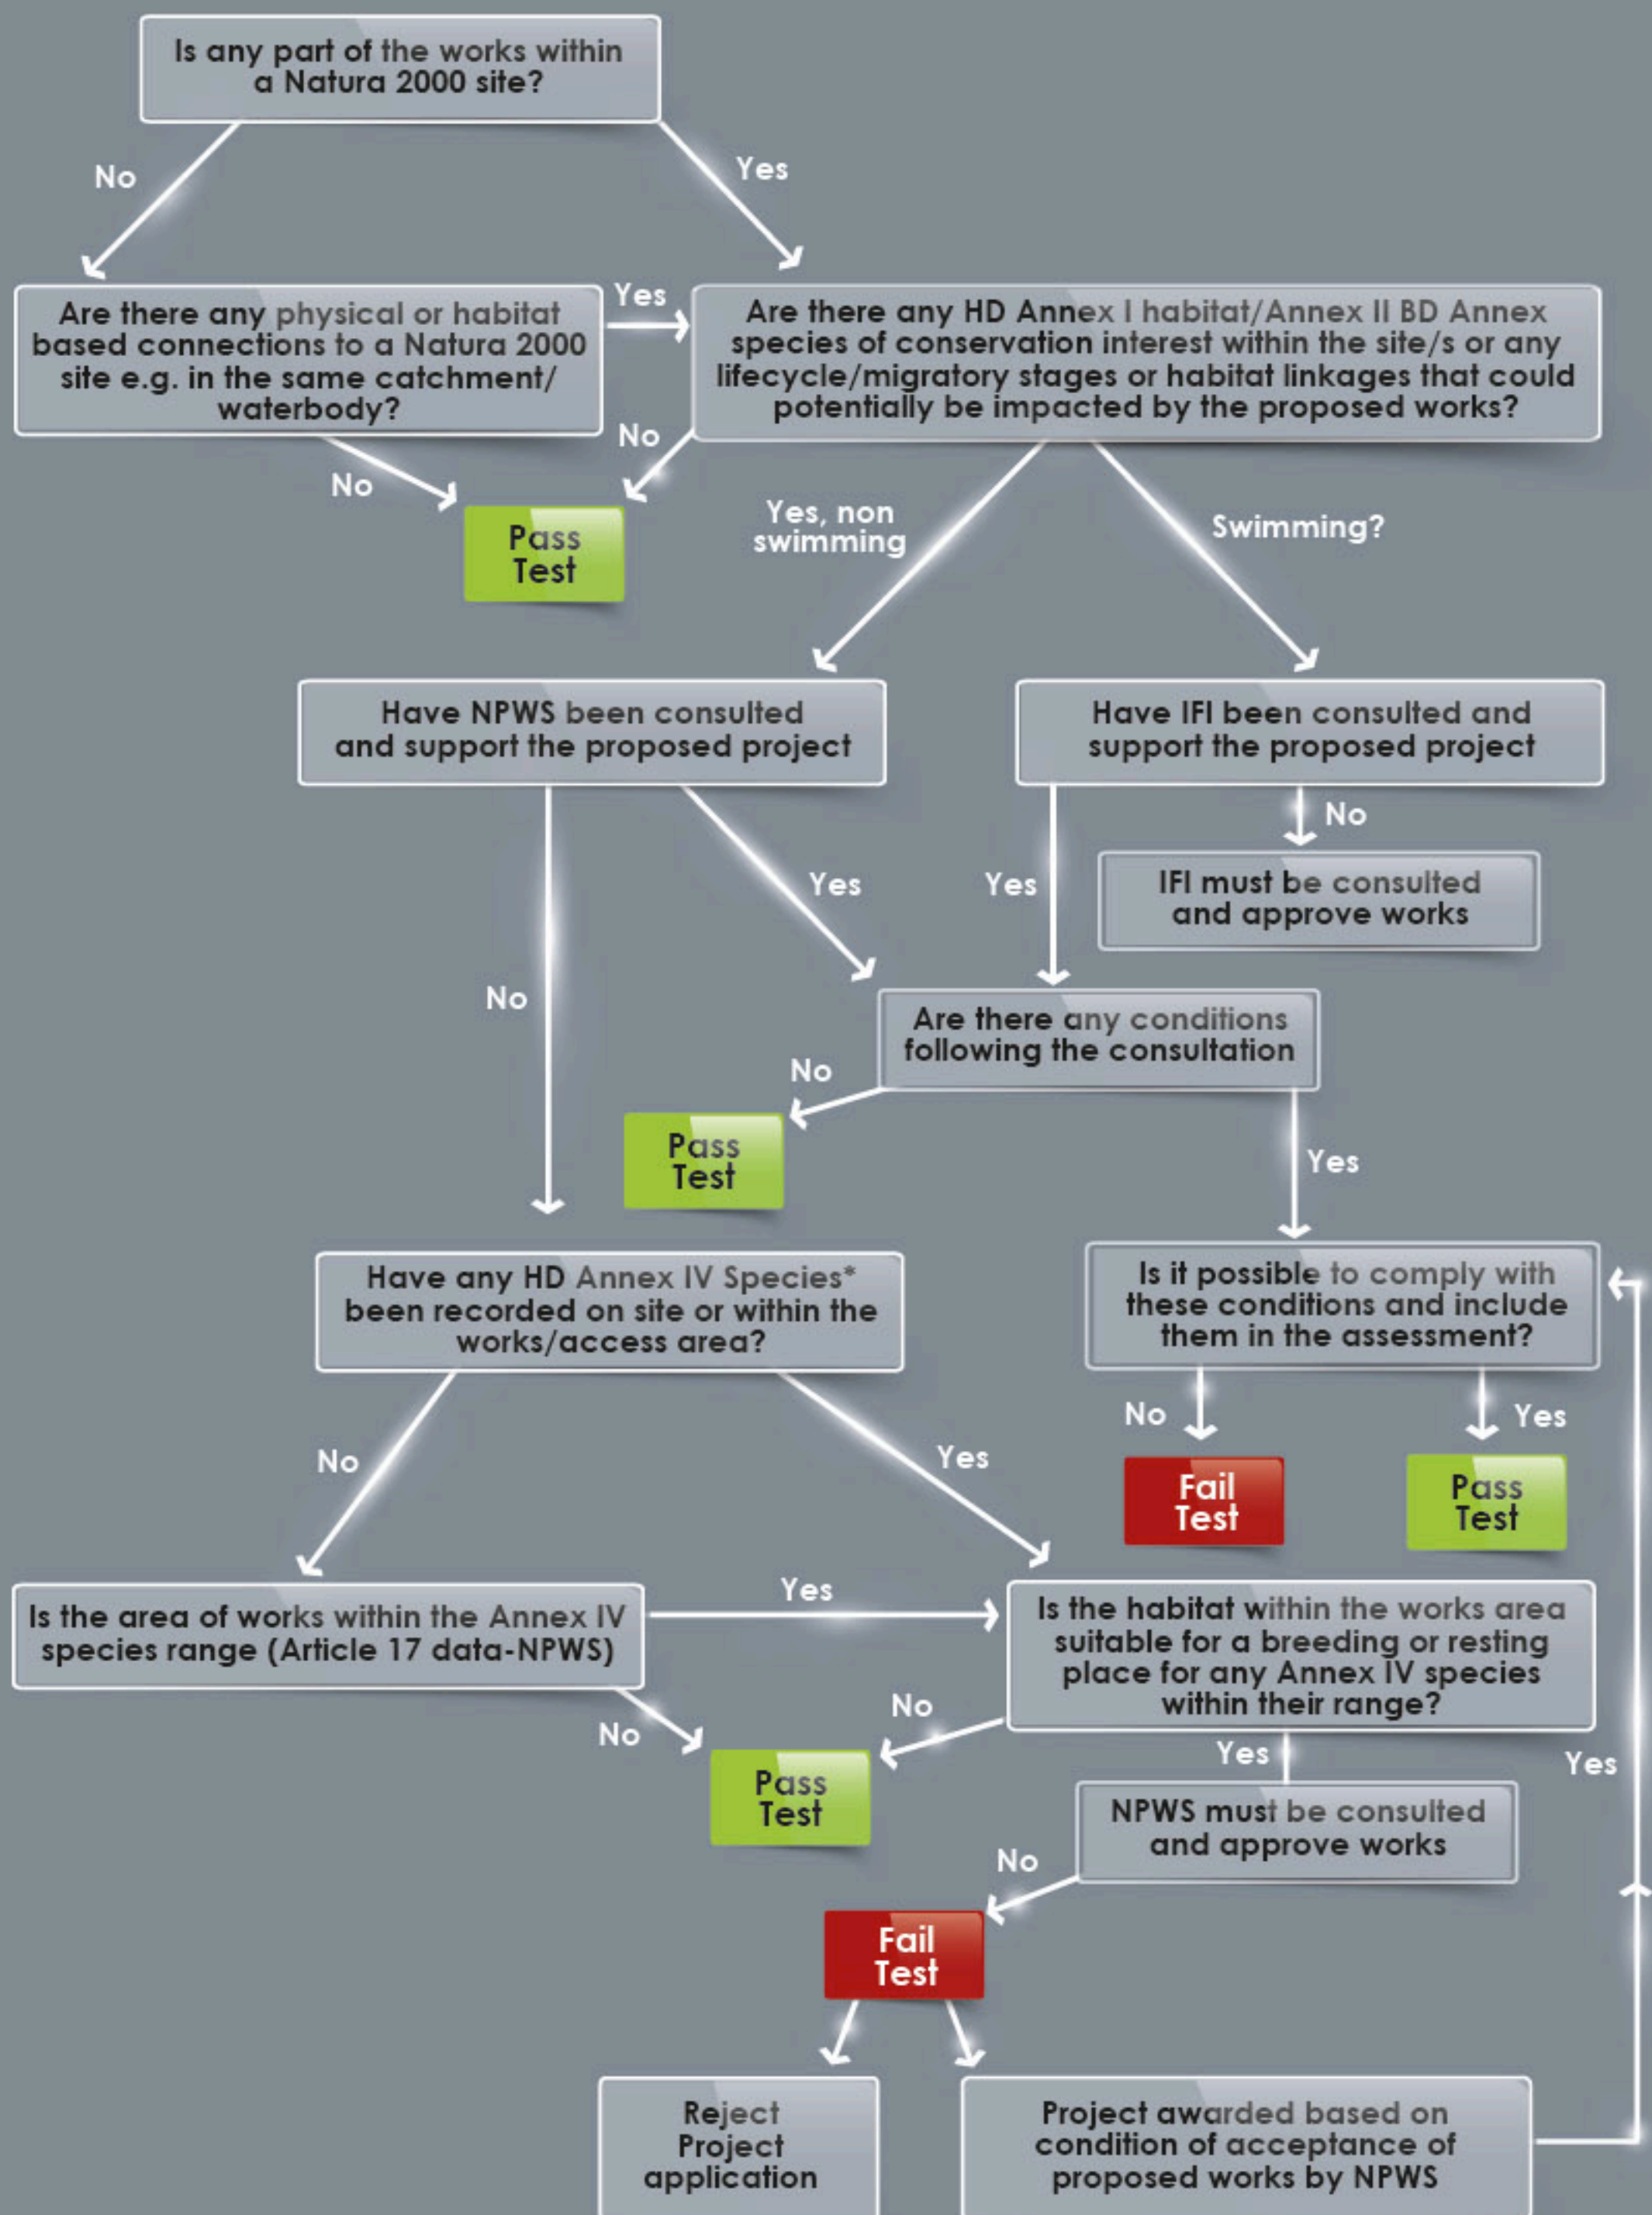 Is any part of the works within
a Natura 2000 site?
No
Yes
Are there any physical or habitat
based connections to a Natura 2000
site e.g. in the same catchment/
waterbody?
Yes
Are there any HD Annex I habitat/Annex II BD Annex
species of conservation interest within the site/s or any
lifecycle/migratory stages or habitat linkages that could
potentially be impacted by the proposed works?
No
No
Pass
Test
Yes, non
swimming
Swimming?
Have NPWS been consulted
and support the proposed project
Have IFI been consulted and
support the proposed project
No
Yes
Yes
IFI must be consulted
and approve works
No
Are there any conditions
following the consultation
No
Pass
Test
Yes
Have any HD Annex IV Species*
been recorded on site or within the
works/access area?
Is it possible to comply with
these conditions and include
them in the assessment?
No
Yes
No
Yes
Fail
Test
Pass
Test
Is the area of works within the Annex IV
species range (Article 17 data-NPWS)
Yes
Is the habitat within the works area
suitable for a breeding or resting
place for any Annex IV species
within their range?
No
No
Pass
Test
Yes
Yes
NPWS must be consulted
and approve works
No
Fail
Test
Reject
Project
application
Project awarded based on
condition of acceptance of
proposed works by NPWS